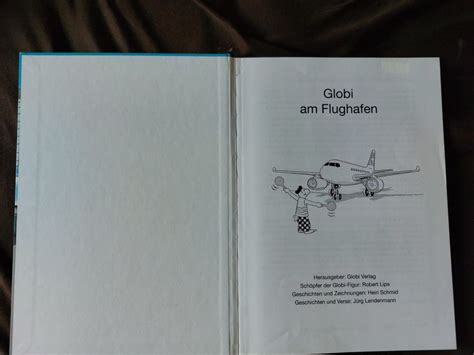 Globi
am Flughafen
Herausgeber: Globi Verlag
Schöpfer der Globi-Figur: Robert Lips
Geschichten und Zeichnungen: Heiri Schmid
Geschichten und Verse: Jürg Lendenmann